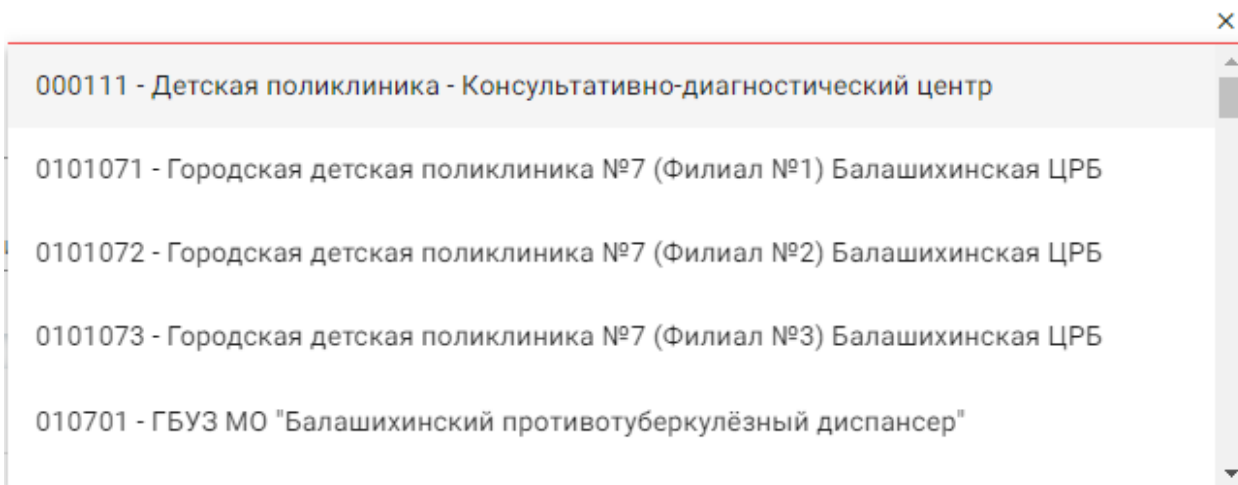 000111 - Детская поликлиника - Консультативно-диагностический центр
0101071 - Городская детская поликлиника №7 (Филиал №1) Балашихинская ЦРБ
0101072 - Городская детская поликлиника №7 (Филиал №2) Балашихинская ЦРБ
0101073 - Городская детская поликлиника №7 (Филиал №3) Балашихинская ЦРБ
010701 - ГБУЗ МО "Балашихинский противотуберкулёзный диспансер"